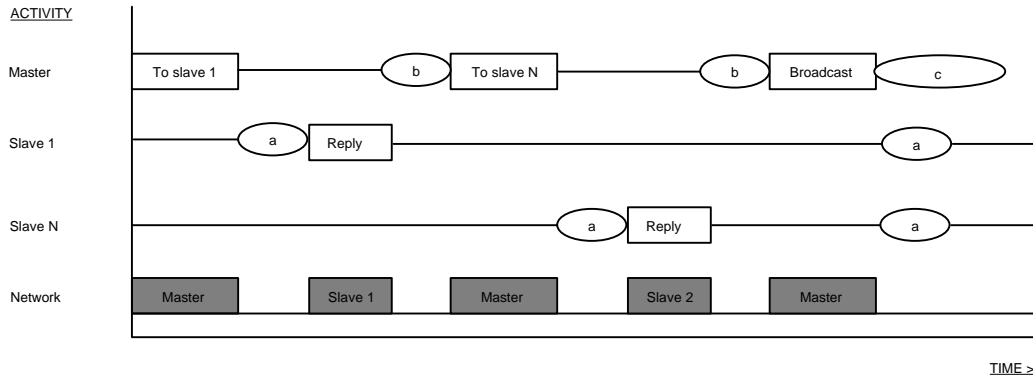 ACTIVITY
Master To slave 1 b To slave N b Broadcast c
Slave 1 a Reply a
Slave N a Reply a
Network Master Slave 1 Master Slave 2 Master
TIME >